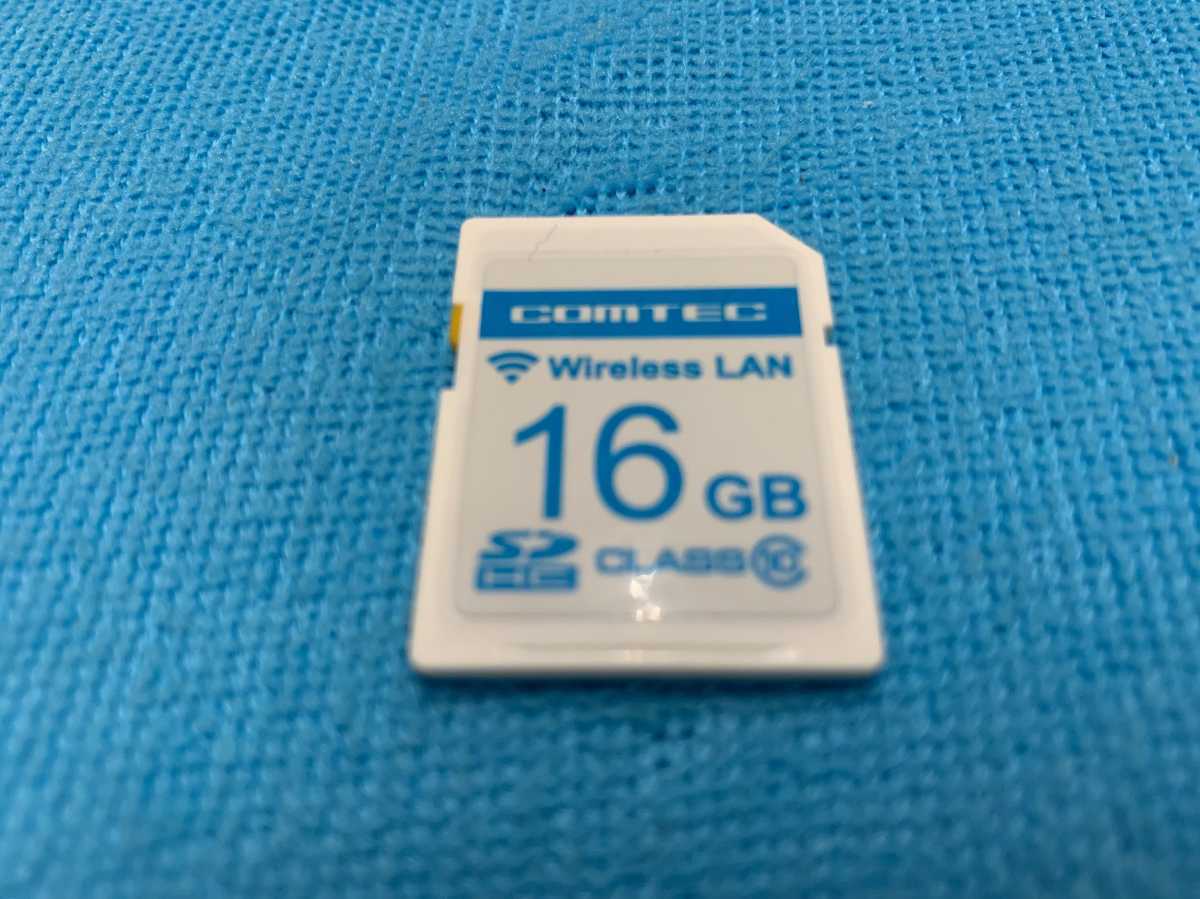 COMTEC
Wireless LAN
16 GB
SD HC CLASS 10